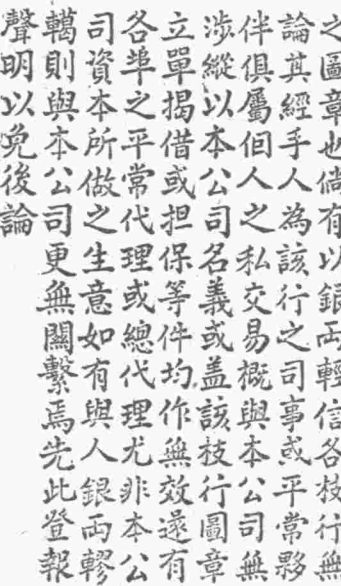 之圖章也倘有以銀両輕信各枝行無
論其經手人為該行之司事或平常夥
伴俱屬佪人之私交易概與本公司無
涉縱以本公司名義或盖該枝行圖章
立單揭借或担保等件均作無效還有
各埠之平常代理或總代理尤非本公
司資本所做之生意如有與人銀両轇
轕則與本公司更無關繫焉先此登報
聲明以免後論